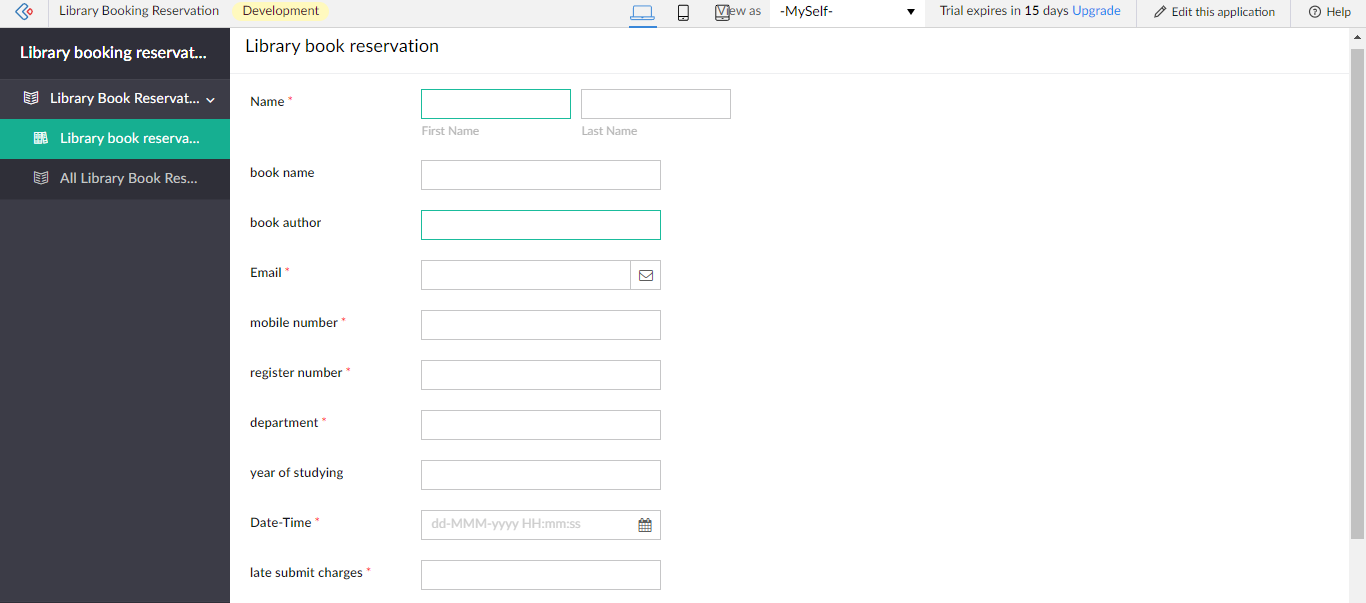 Library Booking Reservation Development View as -MySelf- Trial expires in 15 days Upgrade Edit this application Help
Library booking reservat...
Library Book Reservat...
Library book reserva...
All Library Book Res...
Library book reservation
Name *
First Name Last Name
book name
book author
Email *
mobile number *
register number *
department *
year of studying
Date-Time * dd-MMM-yyyy HH:mm:ss
late submit charges *